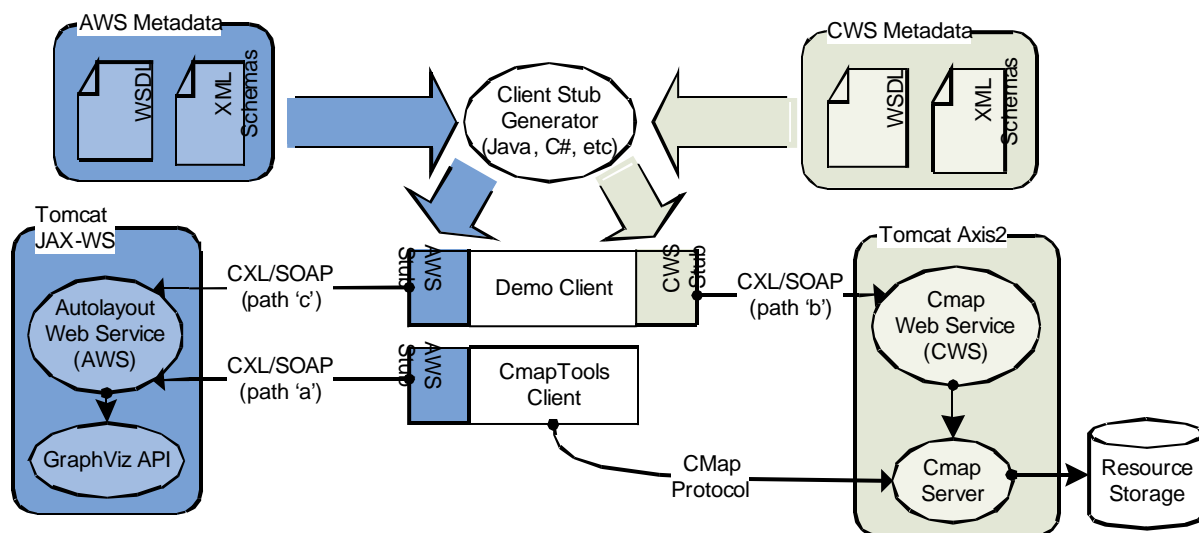 AWS Metadata
WSDL
XML
Schemas
Client Stub
Generator
(Java, C#, etc)
CWS Metadata
WSDL
XML
Schemas
Tomcat
JAX-WS
Autolayout
Web Service
(AWS)
GraphViz API
CXL/SOAP
(path ‘c’)
AWS
Stub
Demo Client
CWS
Stub
CXL/SOAP
(path ‘b’)
CXL/SOAP
(path ‘a’)
AWS
Stub
CmapTools
Client
CMap
Protocol
Tomcat Axis2
Cmap
Web Service
(CWS)
Cmap
Server
Resource
Storage